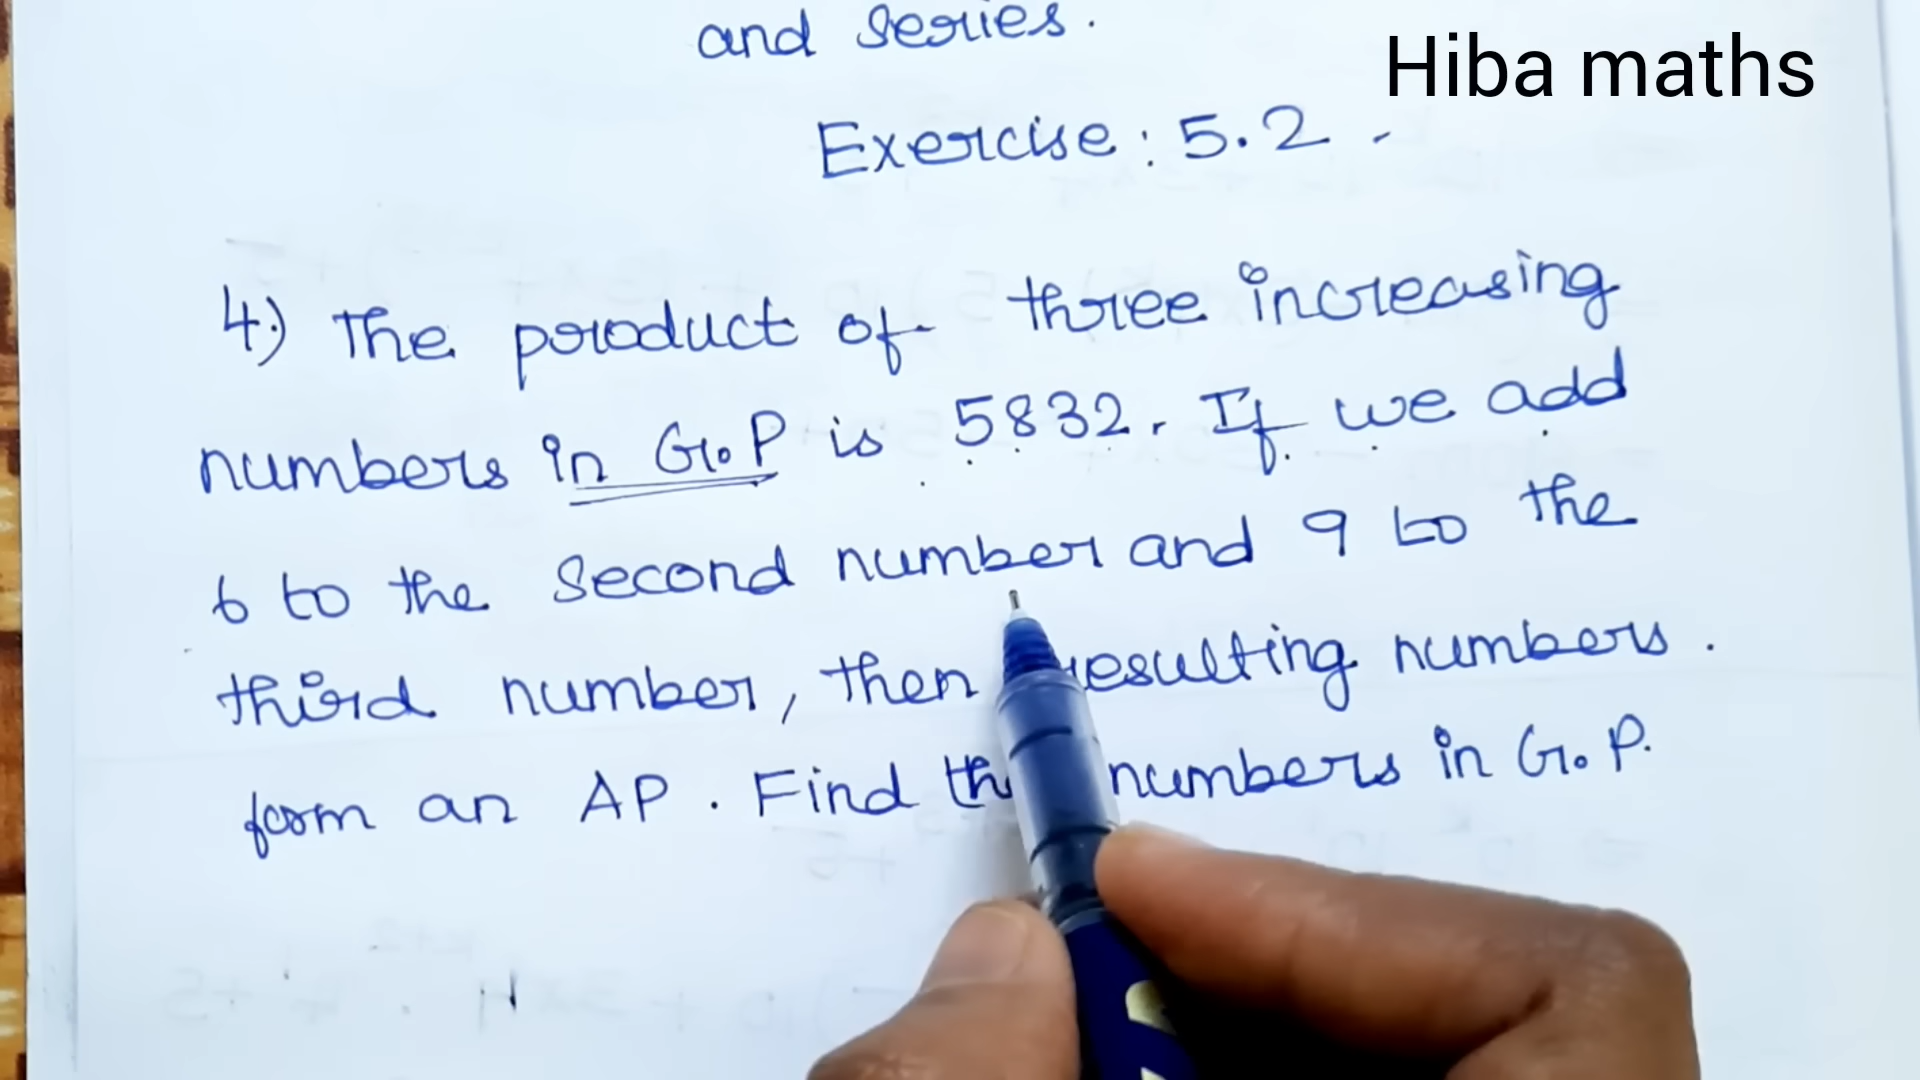 and series.
Hiba maths
Exercise: 5.2.
4.) The product of three increasing
numbers in G.P is 5832. If we add
6 to the second number and 9 to the
third number, then resulting numbers.
form an AP. Find the numbers in G.P.